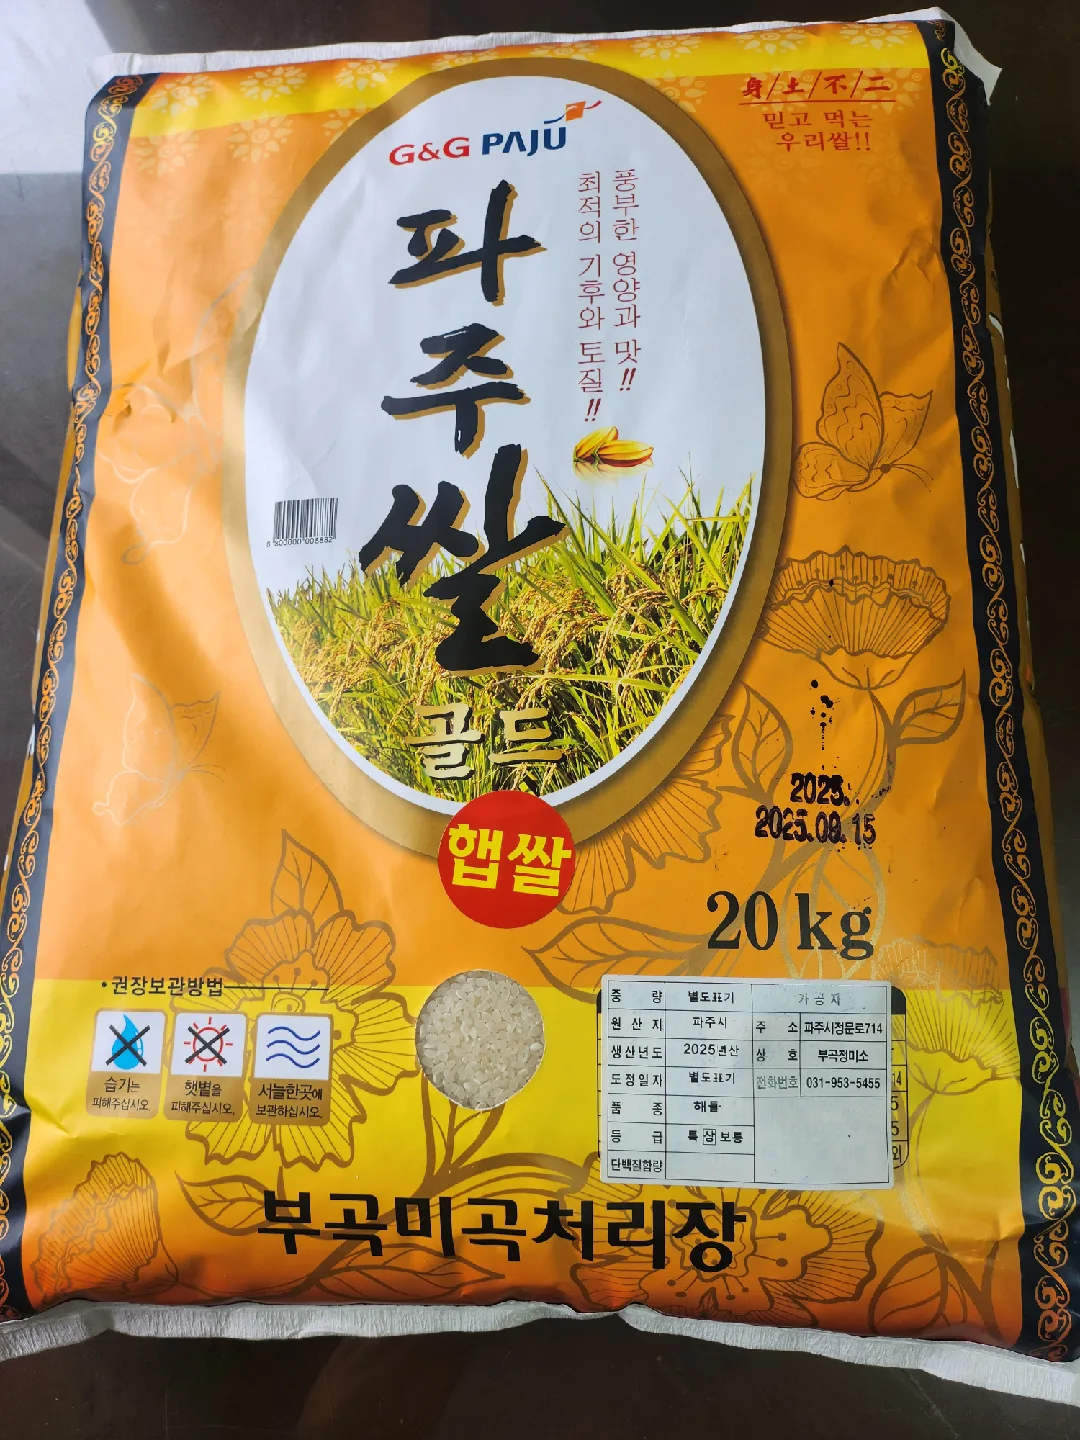 身/土/不/二
믿고 먹는
우리쌀!!
G&G PAJU
풍부한 영양과 맛!!
최적의 기후와 토질!!
파주쌀
골드
햅쌀
2025.
2025.09.15
20 kg
•권장보관방법
습기는
피해주십시오.
햇볕을
피해주십시오.
서늘한곳에
보관하십시오.
중 량 별도표기
원산지 파주시
생산년도 2025년산
도정일자 별도표기
품 종 해들
등 급 특 상 보통
단백질함량
가 공 자
주 소 파주시정문로714
상 호 부곡정미소
전화번호 031-953-5455
부곡미곡처리장